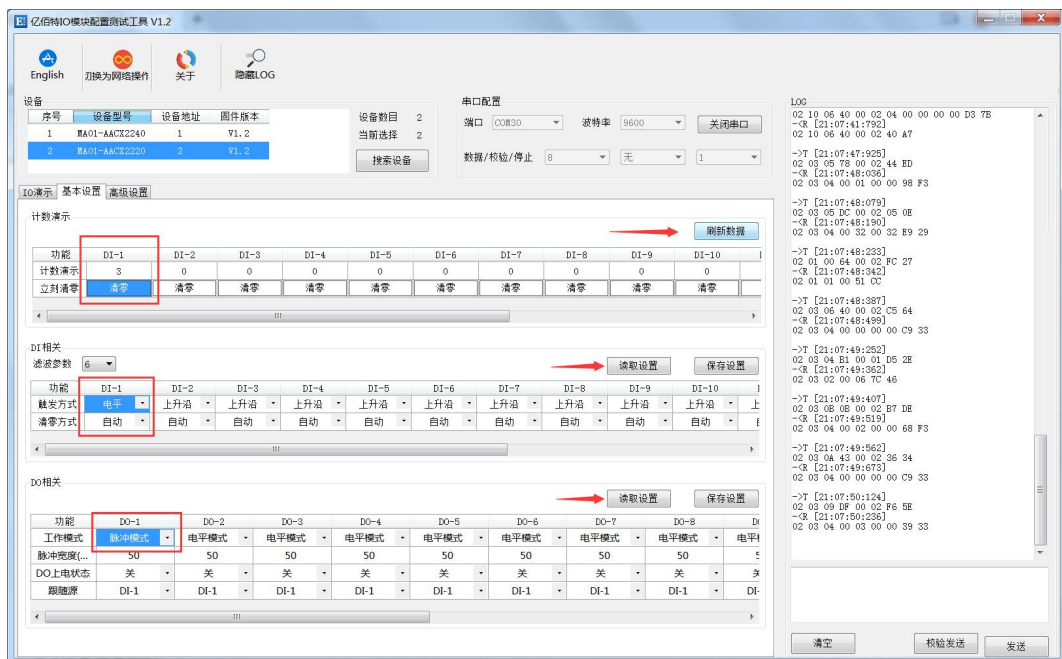 亿佰特IO模块配置测试工具 V1.2
English 切换为网络操作 关于 隐藏LOG
设备
序号 设备型号 设备地址 固件版本
1 MA01-AACX2240 1 V1.2
2 MA01-AACX2220 2 V1.2
设备数目 2
当前选择 2
搜索设备
串口配置
端口 COM30 波特率 9600 关闭串口
数据/校验/停止 8 无 1
IO演示 基本设置 高级设置
计数演示
刷新数据
功能 DI-1 DI-2 DI-3 DI-4 DI-5 DI-6 DI-7 DI-8 DI-9 DI-10
计数演示 3 0 0 0 0 0 0 0 0 0
立刻清零 清零 清零 清零 清零 清零 清零 清零 清零 清零 清零
DI相关
滤波参数 6 读取设置 保存设置
功能 DI-1 DI-2 DI-3 DI-4 DI-5 DI-6 DI-7 DI-8 DI-9 DI-10
触发方式 电平 上升沿 上升沿 上升沿 上升沿 上升沿 上升沿 上升沿 上升沿 上升沿 上
清零方式 自动 自动 自动 自动 自动 自动 自动 自动 自动 自动
DO相关
读取设置 保存设置
功能 DO-1 DO-2 DO-3 DO-4 DO-5 DO-6 DO-7 DO-8
工作模式 脉冲模式 电平模式 电平模式 电平模式 电平模式 电平模式 电平模式 电平模式
脉冲宽度(... 50 50 50 50 50 50 50 50
DO上电状态 关 关 关 关 关 关 关 关
跟随源 DI-1 DI-1 DI-1 DI-1 DI-1 DI-1 DI-1 DI-1 DI-
LOG
02 10 06 40 00 02 04 00 00 00 00 D3 7B
-<R [21:07:41:792]
02 10 06 40 00 02 40 A7
->T [21:07:47:925]
02 03 05 78 00 02 44 ED
-<R [21:07:48:036]
02 03 04 00 01 00 00 98 F3
->T [21:07:48:079]
02 03 05 DC 00 02 05 0E
-<R [21:07:48:190]
02 03 04 00 32 00 32 E9 29
->T [21:07:48:233]
02 01 00 64 00 02 FC 27
-<R [21:07:48:342]
02 01 01 00 51 CC
->T [21:07:48:387]
02 03 06 40 00 02 C5 64
-<R [21:07:48:499]
02 03 04 00 00 00 00 C9 33
->T [21:07:49:252]
02 03 04 B1 00 01 D5 2E
-<R [21:07:49:362]
02 03 02 00 06 7C 46
->T [21:07:49:407]
02 03 0B 0B 00 02 B7 DE
-<R [21:07:49:519]
02 03 04 00 02 00 00 68 F3
->T [21:07:49:562]
02 03 0A 43 00 02 36 34
-<R [21:07:49:673]
02 03 04 00 00 00 00 C9 33
->T [21:07:50:124]
02 03 09 DF 00 02 F6 5E
-<R [21:07:50:236]
02 03 04 00 03 00 00 39 33
清空 校验发送 发送